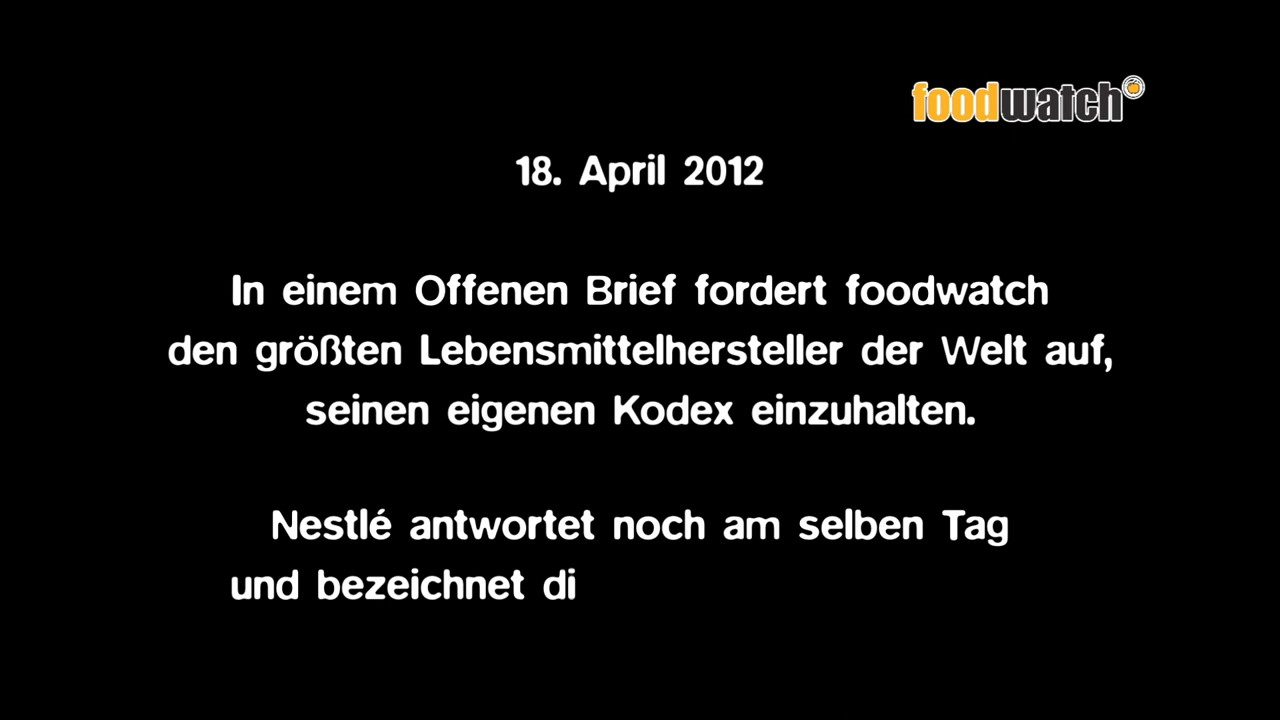 foodwatch
18. April 2012
In einem Offenen Brief fordert foodwatch
den größten Lebensmittelhersteller der Welt auf,
seinen eigenen Kodex einzuhalten.
Nestlé antwortet noch am selben Tag
und bezeichnet di